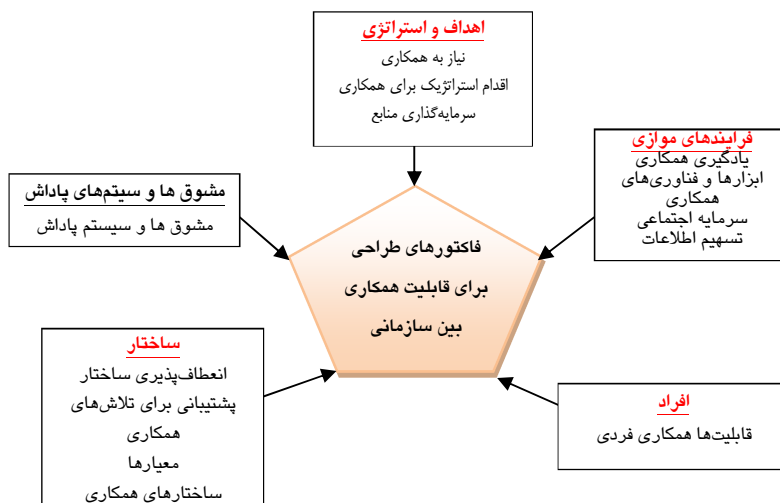 اهداف و استراتژی
نیاز به همکاری
اقدام استراتژیک برای همکاری
سرمایه‌گذاری منابع
فرایندهای موازی
یادگیری همکاری
ابزارها و فناوری‌های
همکاری
سرمایه اجتماعی
تسهیم اطلاعات
مشوق ها و سیتم‌های پاداش
مشوق ها و سیستم پاداش
فاکتورهای طراحی
برای قابلیت همکاری
بین سازمانی
ساختار
انعطاف‌پذیری ساختار
پشتیبانی برای تلاش‌های
همکاری
معیارها
ساختارهای همکاری
افراد
قابلیت‌ها همکاری فردی